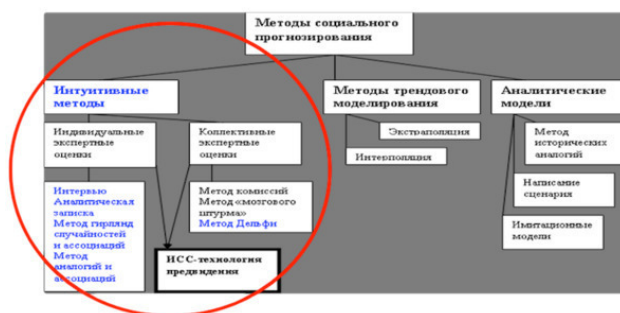 Методы социального
прогнозирования
Интуитивные
методы
Методы трендового
моделирования
Аналитические
модели
Индивидуальные
экспертные
оценки
Коллективные
экспертные
оценки
Экстраполяция
Интерполяция
Метод
исторических
аналогий
Написание
сценария
Имитационные
модели
Интервью
Аналитическая
записка
Метод гирлянд
случайностей
и ассоциаций
Метод
аналогий и
ассоциаций
Метод комиссий
Метод «мозгового
штурма»
Метод Дельфи
НСС-технология
предвидения